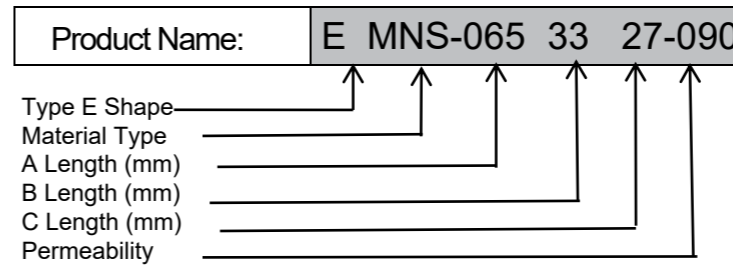 Product Name: E MNS-065 33 27-090
Type E Shape
Material Type
A Length (mm)
B Length (mm)
C Length (mm)
Permeability